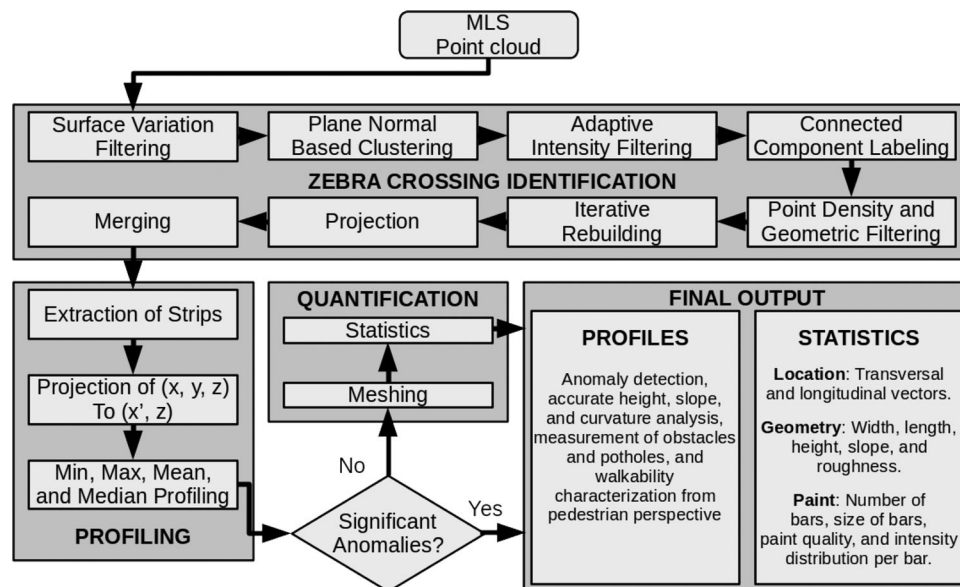 MLS
Point cloud
Surface Variation
Filtering
Plane Normal
Based Clustering
Adaptive
Intensity Filtering
Connected
Component Labeling
ZEBRA CROSSING IDENTIFICATION
Merging
Projection
Iterative
Rebuilding
Point Density and
Geometric Filtering
Extraction of Strips
Projection of (x, y, z)
To (x’, z)
Min, Max, Mean,
and Median Profiling
PROFILING
QUANTIFICATION
Statistics
Meshing
No
Significant
Anomalies?
Yes
FINAL OUTPUT
PROFILES
Anomaly detection,
accurate height, slope,
and curvature analysis,
measurement of obstacles
and potholes, and
walkability
characterization from
pedestrian perspective
STATISTICS
Location: Transversal
and longitudinal vectors.
Geometry: Width, length,
height, slope, and
roughness.
Paint: Number of
bars, size of bars,
paint quality, and intensity
distribution per bar.